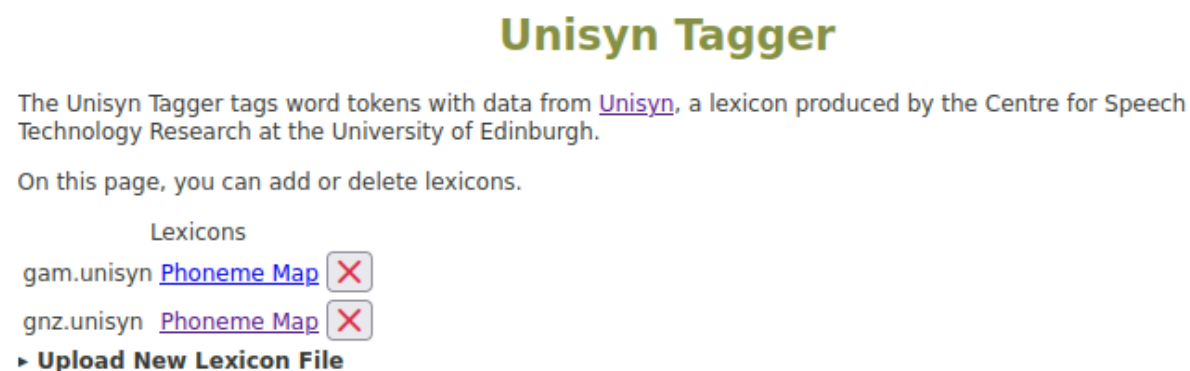 Unisyn Tagger
The Unisyn Tagger tags word tokens with data from Unisyn, a lexicon produced by the Centre for Speech
Technology Research at the University of Edinburgh.
On this page, you can add or delete lexicons.
Lexicons
gam.unisyn Phoneme Map
gnz.unisyn Phoneme Map
▸ Upload New Lexicon File